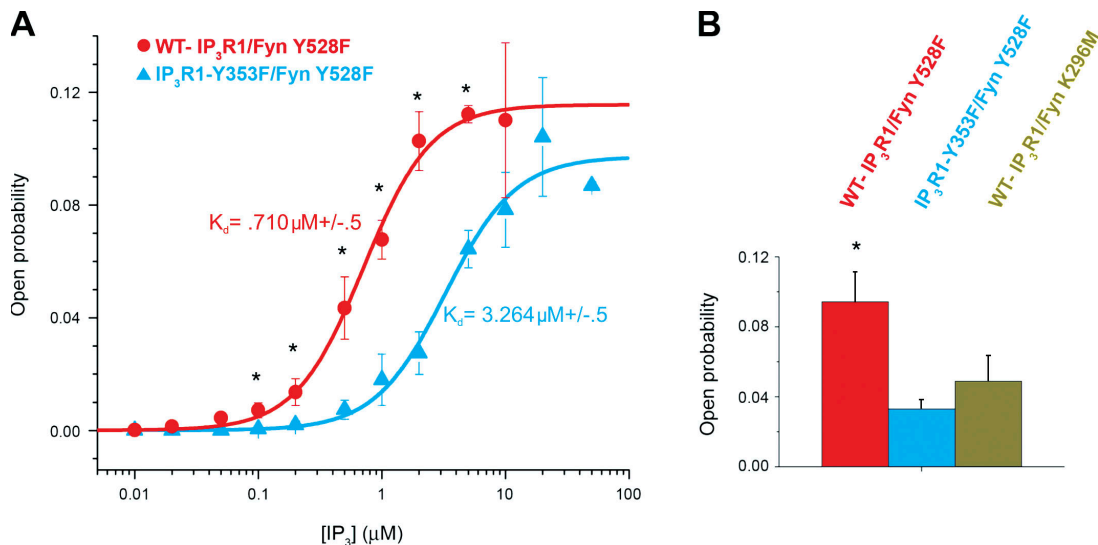 A
WT- IP₃R1/Fyn Y528F
IP₃R1-Y353F/Fyn Y528F
Open probability
0.12
0.08
0.04
0.00
* * * * * * *
K_d= .710 μM+/-.5
K_d= 3.264 μM+/-.5
0.01 0.1 1 10 100
[IP₃] (μM)
B
WT- IP₃R1/Fyn Y528F
IP₃R1-Y353F/Fyn Y528F
WT- IP₃R1/Fyn K296M
Open probability
0.12
0.08
0.04
0.00
*